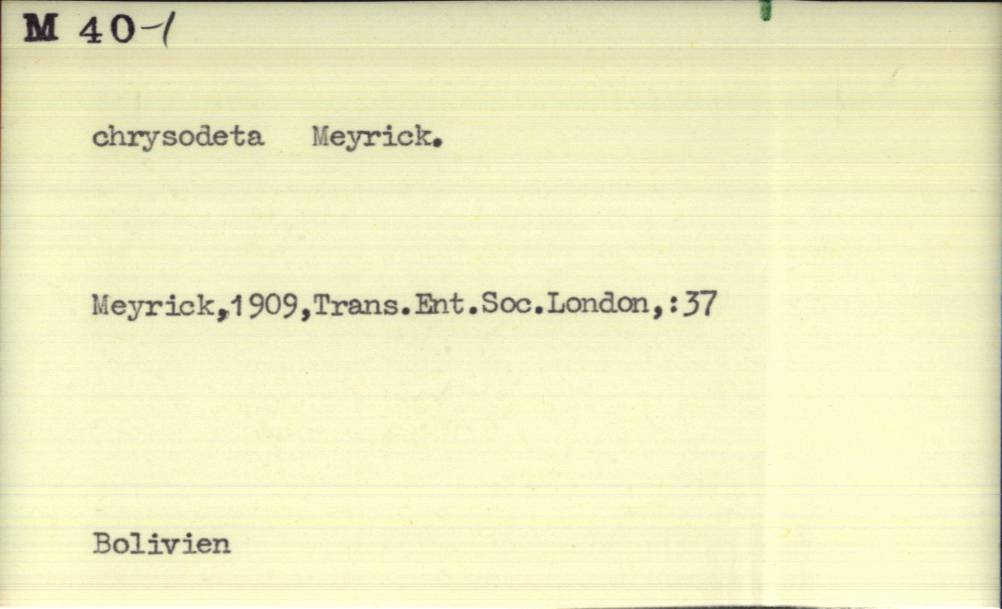 M 40-1
chrysodeta Meyrick.
Meyrick,1909,Trans.Ent.Soc.London,:37
Bolivien